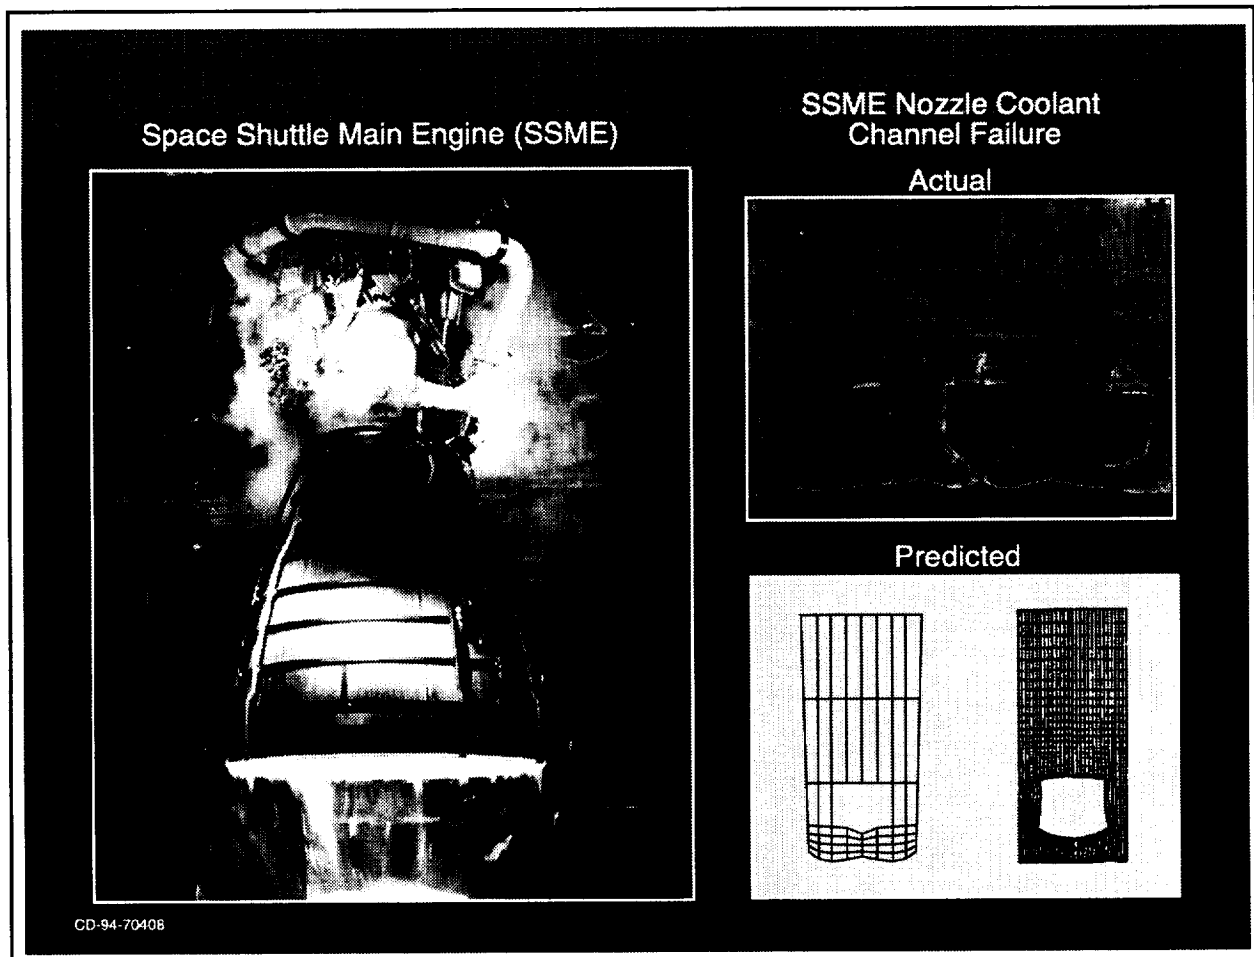 Space Shuttle Main Engine (SSME)
SSME Nozzle Coolant
Channel Failure
Actual
Predicted
CD-94-70408